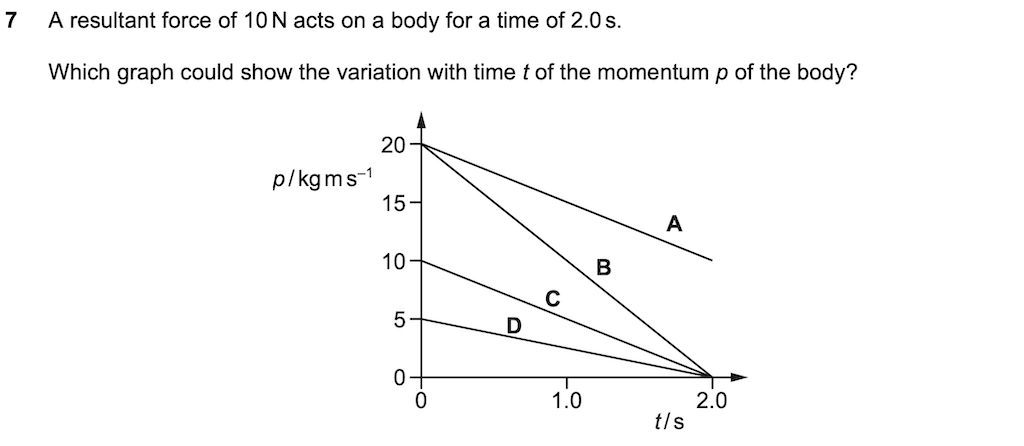 7 A resultant force of 10 N acts on a body for a time of 2.0 s.
Which graph could show the variation with time t of the momentum p of the body?
20
p / kg m s⁻¹
15
A
10
B
C
5
D
0
0 1.0 2.0
t / s